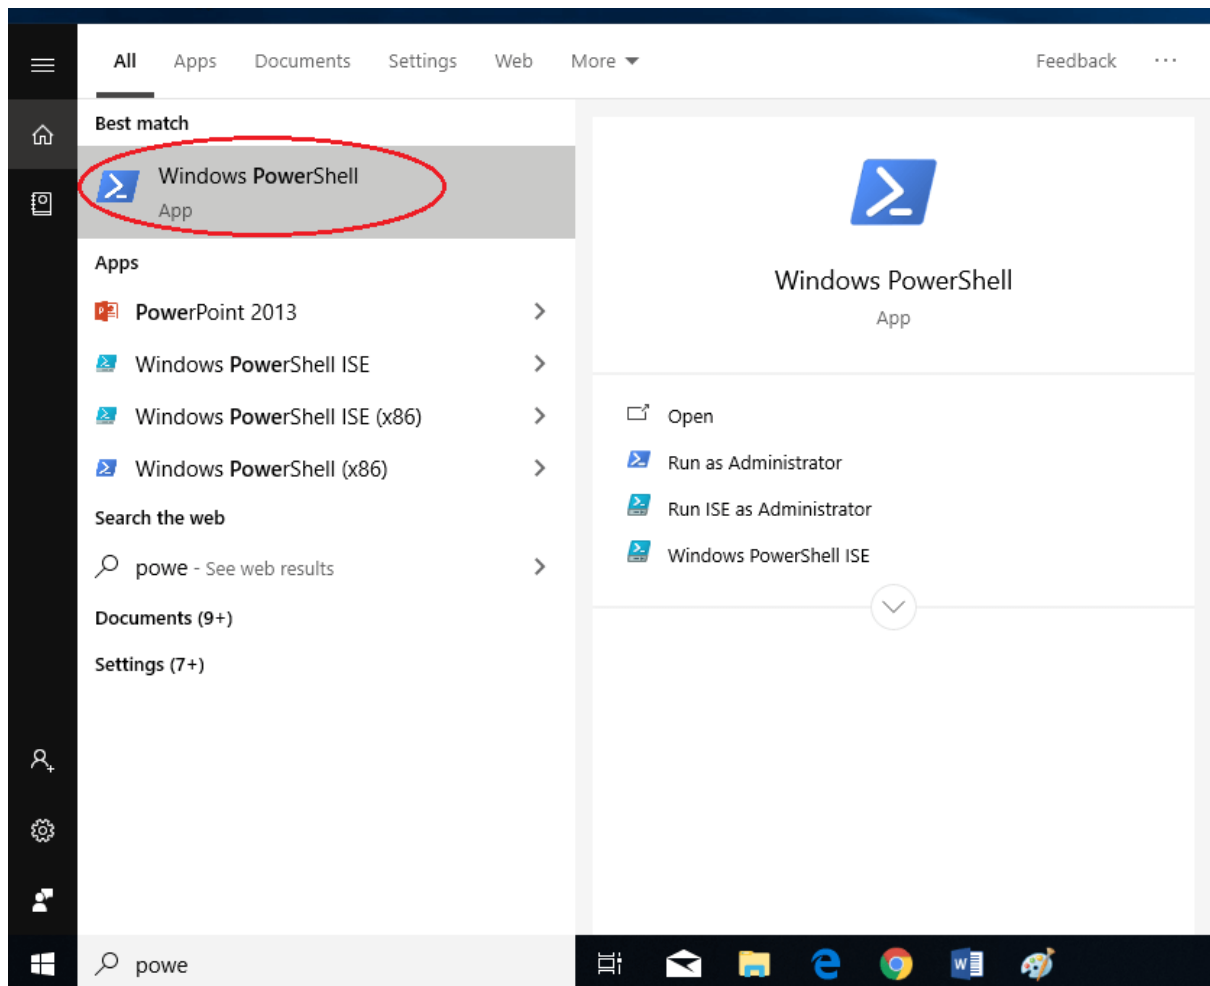 All Apps Documents Settings Web More Feedback ...
Best match
Windows PowerShell
App
Apps
PowerPoint 2013
Windows PowerShell ISE
Windows PowerShell ISE (x86)
Windows PowerShell (x86)
Search the web
powe - See web results
Documents (9+)
Settings (7+)
Windows PowerShell
App
Open
Run as Administrator
Run ISE as Administrator
Windows PowerShell ISE
powe